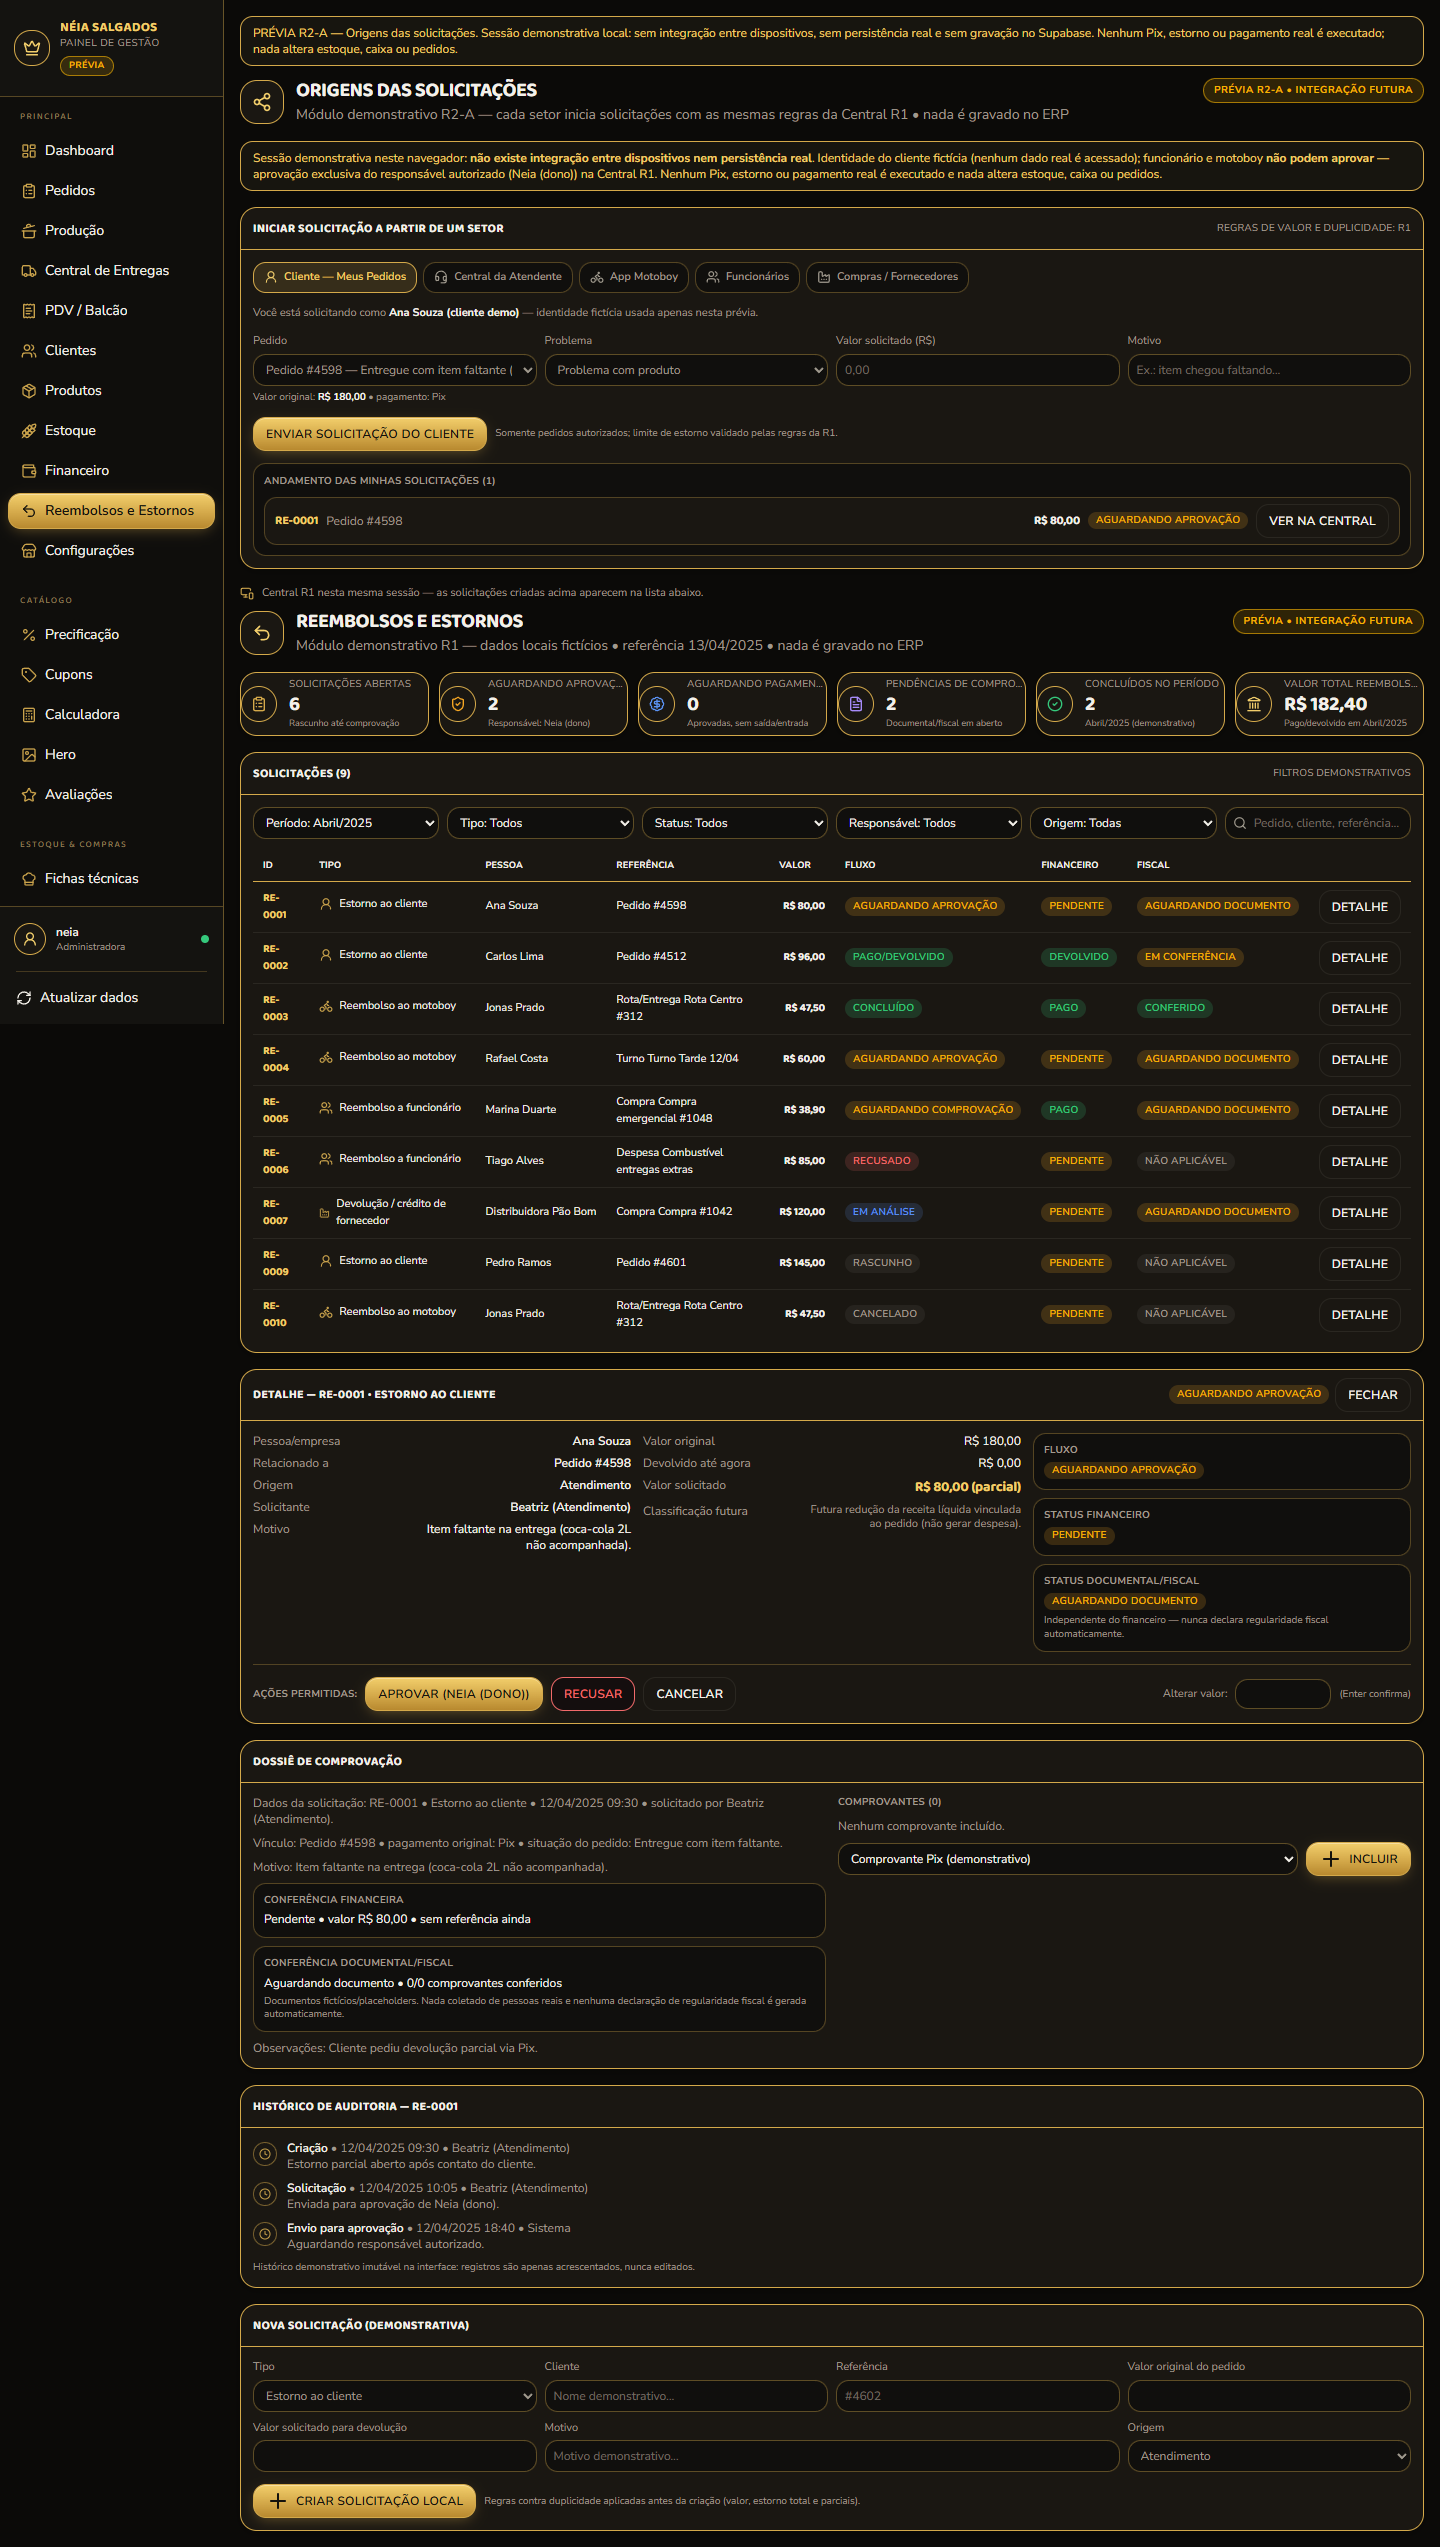 NÉIA SALGADOS
PAINEL DE GESTÃO
PRÉVIA
PRINCIPAL
Dashboard
Pedidos
Produção
Central de Entregas
PDV / Balcão
Clientes
Produtos
Estoque
Financeiro
Reembolsos e Estornos
Configurações
CATÁLOGO
Precificação
Cupons
Calculadora
Hero
Avaliações
ESTOQUE & COMPRAS
Fichas técnicas
neia
Administradora
Atualizar dados
PRÉVIA R2-A — Origens das solicitações. Sessão demonstrativa local: sem integração entre dispositivos, sem persistência real e sem gravação no Supabase. Nenhum Pix, estorno ou pagamento real é executado;
nada altera estoque, caixa ou pedidos.
ORIGENS DAS SOLICITAÇÕES
Módulo demonstrativo R2-A — cada setor inicia solicitações com as mesmas regras da Central R1 • nada é gravado no ERP
PRÉVIA R2-A • INTEGRAÇÃO FUTURA
Sessão demonstrativa neste navegador: não existe integração entre dispositivos nem persistência real. Identidade do cliente fictícia (nenhum dado real é acessado); funcionário e motoboy não podem aprovar —
aprovação exclusiva do responsável autorizado (Neia (dono)) na Central R1. Nenhum Pix, estorno ou pagamento real é executado e nada altera estoque, caixa ou pedidos.
INICIAR SOLICITAÇÃO A PARTIR DE UM SETOR
REGRAS DE VALOR E DUPLICIDADE: R1
Cliente — Meus Pedidos
Central da Atendente
App Motoboy
Funcionários
Compras / Fornecedores
Você está solicitando como Ana Souza (cliente demo) — identidade fictícia usada apenas nesta prévia.
Pedido
Problema
Valor solicitado (R$)
Motivo
Pedido #4598 — Entregue com item faltante (
Problema com produto
0,00
Ex.: item chegou faltando...
Valor original: R$ 180,00 • pagamento: Pix
ENVIAR SOLICITAÇÃO DO CLIENTE
Somente pedidos autorizados; limite de estorno validado pelas regras da R1.
ANDAMENTO DAS MINHAS SOLICITAÇÕES (1)
RE-0001 Pedido #4598
R$ 80,00
AGUARDANDO APROVAÇÃO
VER NA CENTRAL
Central R1 nesta mesma sessão — as solicitações criadas acima aparecem na lista abaixo.
REEMBOLSOS E ESTORNOS
Módulo demonstrativo R1 — dados locais fictícios • referência 13/04/2025 • nada é gravado no ERP
PRÉVIA • INTEGRAÇÃO FUTURA
SOLICITAÇÕES ABERTAS
6
Rascunho até comprovação
AGUARDANDO APROVAÇ...
2
Responsável: Neia (dono)
AGUARDANDO PAGAMEN...
0
Aprovadas, sem saída/entrada
PENDÊNCIAS DE COMPRO...
2
Documental/fiscal em aberto
CONCLUÍDOS NO PERÍODO
2
Abril/2025 (demonstrativo)
VALOR TOTAL REEMBOLS...
R$ 182,40
Pago/devolvido em Abril/2025
SOLICITAÇÕES (9)
FILTROS DEMONSTRATIVOS
Período: Abril/2025
Tipo: Todos
Status: Todos
Responsável: Todos
Origem: Todas
Pedido, cliente, referência...
ID TIPO PESSOA REFERÊNCIA VALOR FLUXO FINANCEIRO FISCAL
RE-0001 Estorno ao cliente Ana Souza Pedido #4598 R$ 80,00 AGUARDANDO APROVAÇÃO PENDENTE AGUARDANDO DOCUMENTO DETALHE
RE-0002 Estorno ao cliente Carlos Lima Pedido #4512 R$ 96,00 PAGO/DEVOLVIDO DEVOLVIDO EM CONFERÊNCIA DETALHE
RE-0003 Reembolso ao motoboy Jonas Prado Rota/Entrega Rota Centro #312 R$ 47,50 CONCLUÍDO PAGO CONFERIDO DETALHE
RE-0004 Reembolso ao motoboy Rafael Costa Turno Turno Tarde 12/04 R$ 60,00 AGUARDANDO APROVAÇÃO PENDENTE AGUARDANDO DOCUMENTO DETALHE
RE-0005 Reembolso a funcionário Marina Duarte Compra Compra emergencial #1048 R$ 38,90 AGUARDANDO COMPROVAÇÃO PAGO AGUARDANDO DOCUMENTO DETALHE
RE-0006 Reembolso a funcionário Tiago Alves Despesa Combustível entregas extras R$ 85,00 RECUSADO PENDENTE NÃO APLICÁVEL DETALHE
RE-0007 Devolução / crédito de fornecedor Distribuidora Pão Bom Compra Compra #1042 R$ 120,00 EM ANÁLISE PENDENTE AGUARDANDO DOCUMENTO DETALHE
RE-0009 Estorno ao cliente Pedro Ramos Pedido #4601 R$ 145,00 RASCUNHO PENDENTE NÃO APLICÁVEL DETALHE
RE-0010 Reembolso ao motoboy Jonas Prado Rota/Entrega Rota Centro #312 R$ 47,50 CANCELADO PENDENTE NÃO APLICÁVEL DETALHE
DETALHE — RE-0001 • ESTORNO AO CLIENTE
AGUARDANDO APROVAÇÃO
FECHAR
Pessoa/empresa Ana Souza
Relacionado a Pedido #4598
Origem Atendimento
Solicitante Beatriz (Atendimento)
Motivo Item faltante na entrega (coca-cola 2L
não acompanhada).
Valor original R$ 180,00
Devolvido até agora R$ 0,00
Valor solicitado R$ 80,00 (parcial)
Classificação futura Futura redução da receita líquida vinculada
ao pedido (não gerar despesa).
FLUXO
AGUARDANDO APROVAÇÃO
STATUS FINANCEIRO
PENDENTE
STATUS DOCUMENTAL/FISCAL
AGUARDANDO DOCUMENTO
Independente do financeiro — nunca declara regularidade fiscal
automaticamente.
AÇÕES PERMITIDAS:
APROVAR (NEIA (DONO))
RECUSAR
CANCELAR
Alterar valor:
(Enter confirma)
DOSSIÊ DE COMPROVAÇÃO
Dados da solicitação: RE-0001 • Estorno ao cliente • 12/04/2025 09:30 • solicitado por Beatriz
(Atendimento).
Vínculo: Pedido #4598 • pagamento original: Pix • situação do pedido: Entregue com item faltante.
Motivo: Item faltante na entrega (coca-cola 2L não acompanhada).
CONFERÊNCIA FINANCEIRA
Pendente • valor R$ 80,00 • sem referência ainda
CONFERÊNCIA DOCUMENTAL/FISCAL
Aguardando documento • 0/0 comprovantes conferidos
Documentos fictícios/placeholders. Nada coletado de pessoas reais e nenhuma declaração de regularidade fiscal é gerada
automaticamente.
Observações: Cliente pediu devolução parcial via Pix.
COMPROVANTES (0)
Nenhum comprovante incluído.
Comprovante Pix (demonstrativo)
INCLUIR
HISTÓRICO DE AUDITORIA — RE-0001
Criação • 12/04/2025 09:30 • Beatriz (Atendimento)
Estorno parcial aberto após contato do cliente.
Solicitação • 12/04/2025 10:05 • Beatriz (Atendimento)
Enviada para aprovação de Neia (dono).
Envio para aprovação • 12/04/2025 18:40 • Sistema
Aguardando responsável autorizado.
Histórico demonstrativo imutável na interface: registros são apenas acrescentados, nunca editados.
NOVA SOLICITAÇÃO (DEMONSTRATIVA)
Tipo
Cliente
Referência
Valor original do pedido
Estorno ao cliente
Nome demonstrativo...
#4602
Valor solicitado para devolução
Motivo
Origem
Motivo demonstrativo...
Atendimento
CRIAR SOLICITAÇÃO LOCAL
Regras contra duplicidade aplicadas antes da criação (valor, estorno total e parciais).